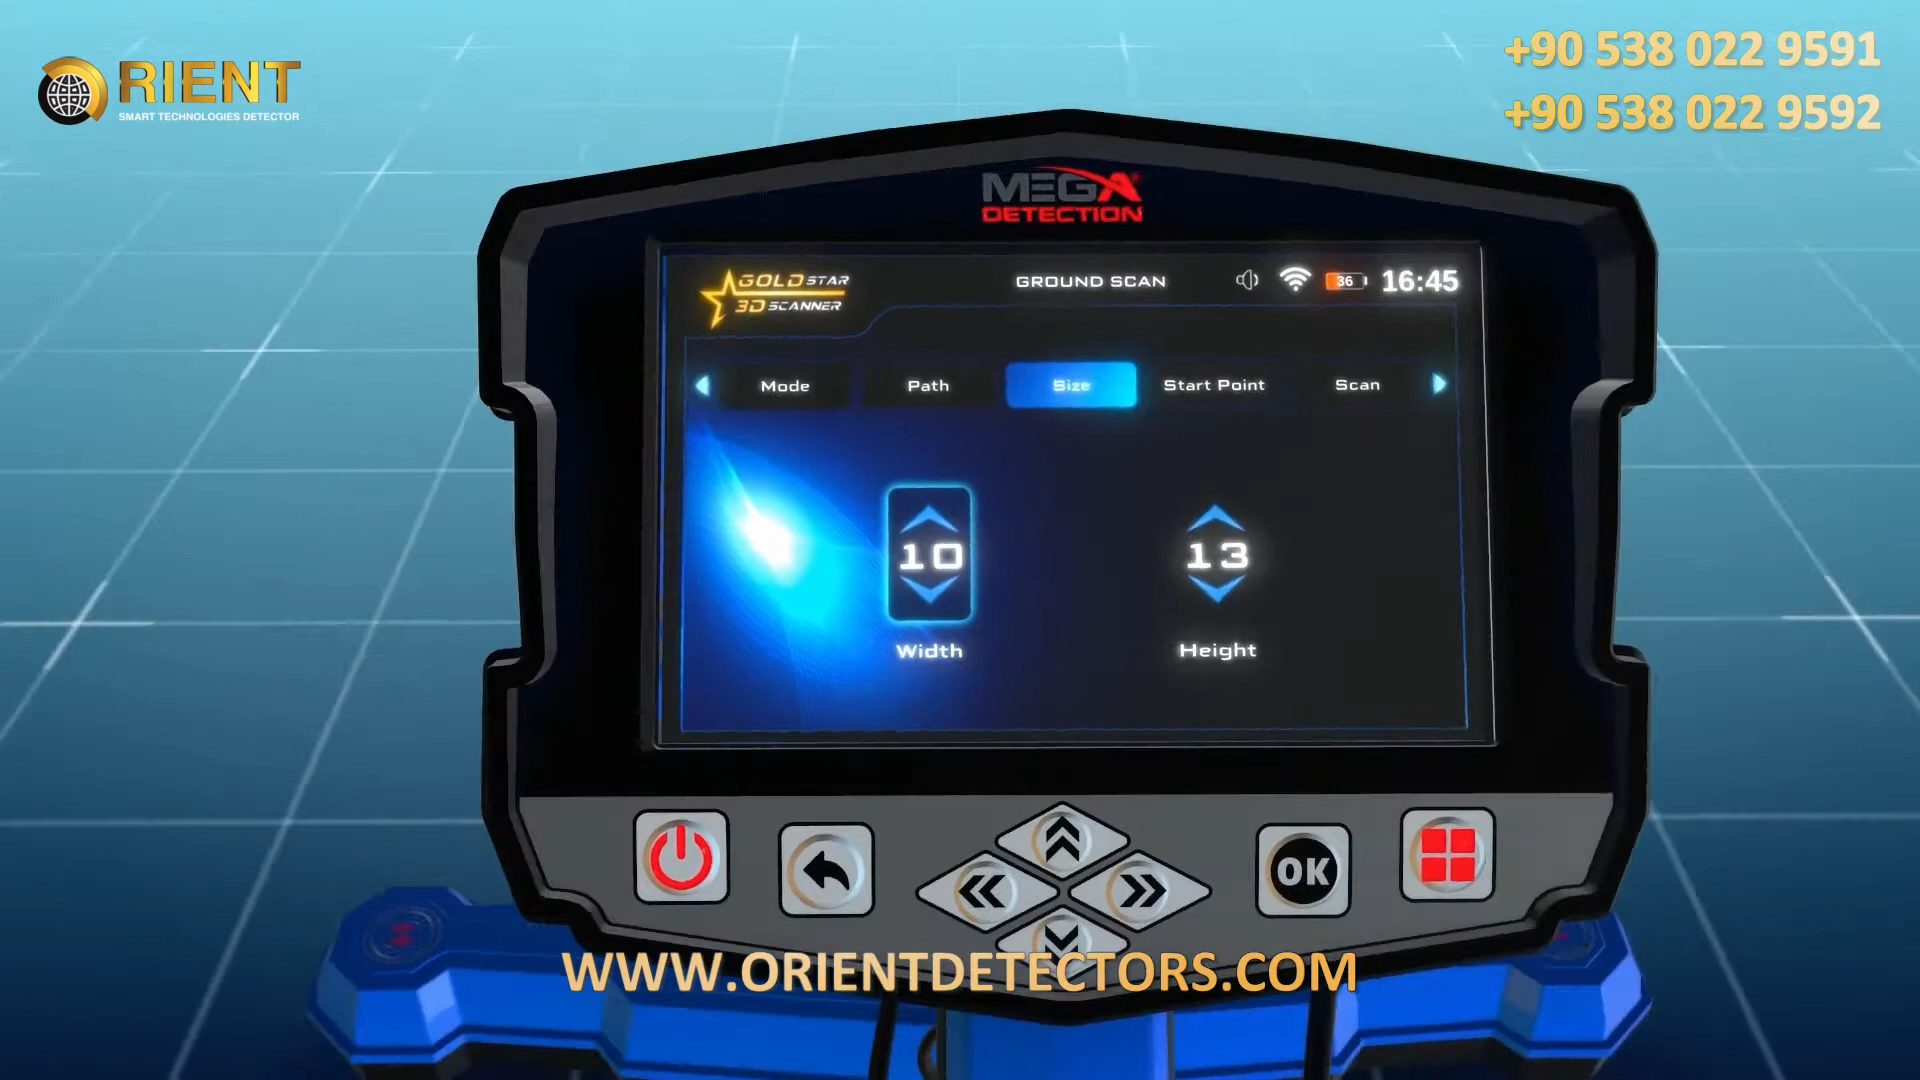 RIENT
SMART TECHNOLOGIES DETECTOR
+90 538 022 9591
+90 538 022 9592
MEGA
DETECTION
GOLD STAR
3D SCANNER
GROUND SCAN
36
16:45
Mode
Path
Size
Start Point
Scan
10
13
Width
Height
OK
WWW.ORIENTDETECTORS.COM